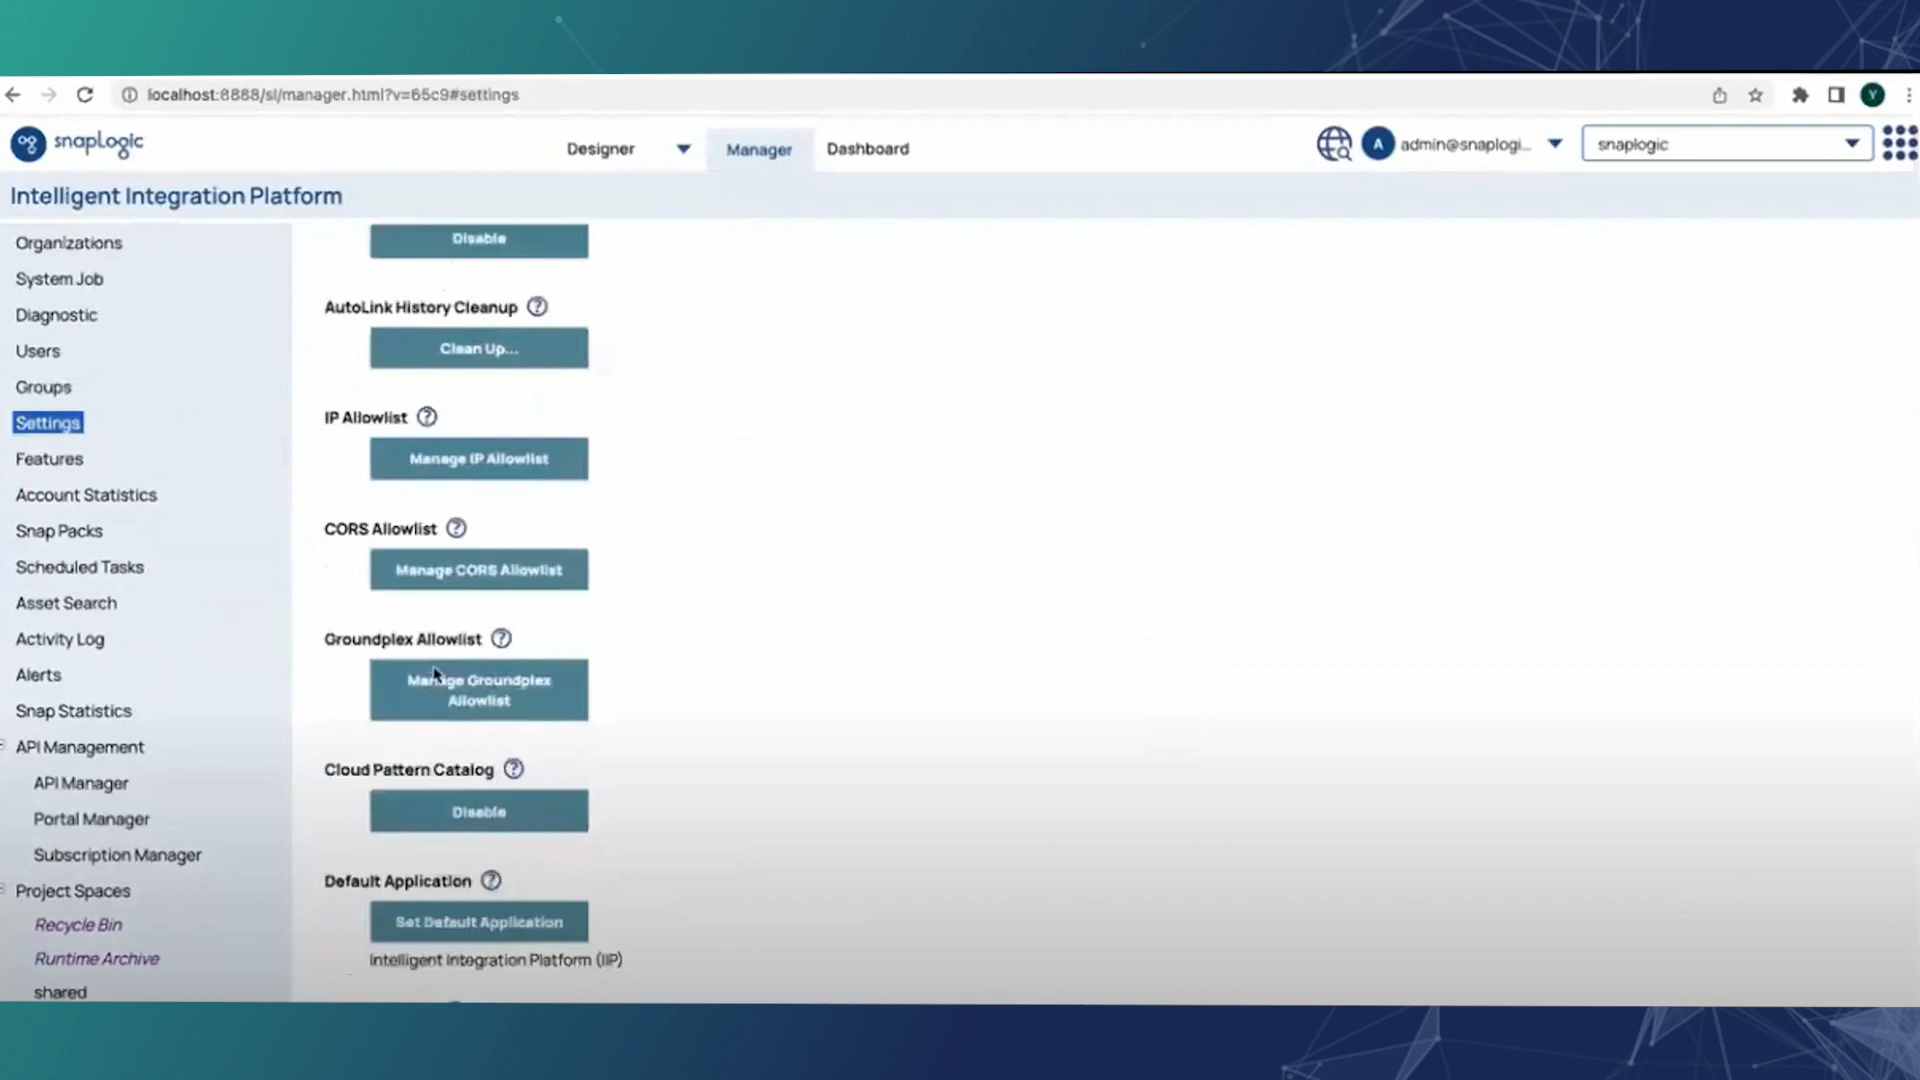 localhost:8888/sl/manager.html?v=65c9#settings
Y
snapLogic
Designer
Manager
Dashboard
A
admin@snaplogi...
snaplogic
Intelligent Integration Platform
Organizations
System Job
Diagnostic
Users
Groups
Settings
Features
Account Statistics
Snap Packs
Scheduled Tasks
Asset Search
Activity Log
Alerts
Snap Statistics
API Management
API Manager
Portal Manager
Subscription Manager
Project Spaces
Recycle Bin
Runtime Archive
shared
Disable
AutoLink History Cleanup ?
Clean Up...
IP Allowlist ?
Manage IP Allowlist
CORS Allowlist ?
Manage CORS Allowlist
Groundplex Allowlist ?
Manage Groundplex
Allowlist
Cloud Pattern Catalog ?
Disable
Default Application ?
Set Default Application
Intelligent Integration Platform (IIP)